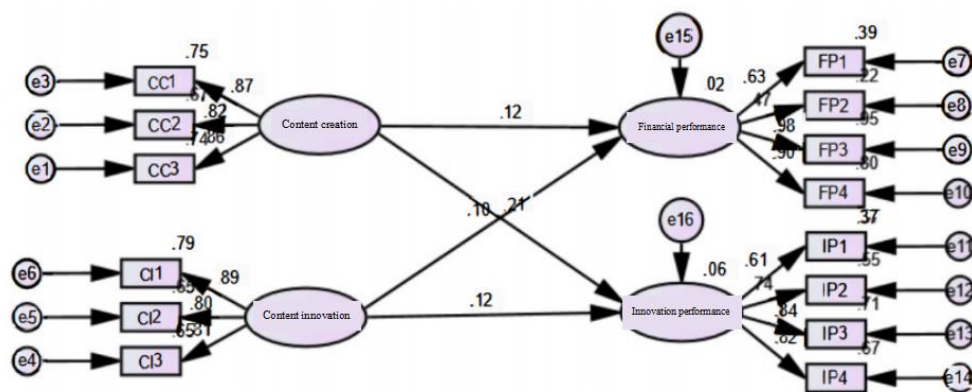 e15
.39
.75
FP1
e7
e3
CC1
.87
.02
.63
.22
.67
.47
FP2
e8
e2
CC2
.82
Content creation
.12
Financial performance
.95
.98
FP3
e9
.74
.86
.90
.80
e1
CC3
FP4
e10
.10
.21
e16
.37
.79
IP1
e11
e6
CI1
.89
.06
.61
.55
.65
.74
IP2
e12
e5
CI2
.80
Content innovation
.12
Innovation performance
.71
.84
IP3
e13
.65
.81
.82
.67
e4
CI3
IP4
e14